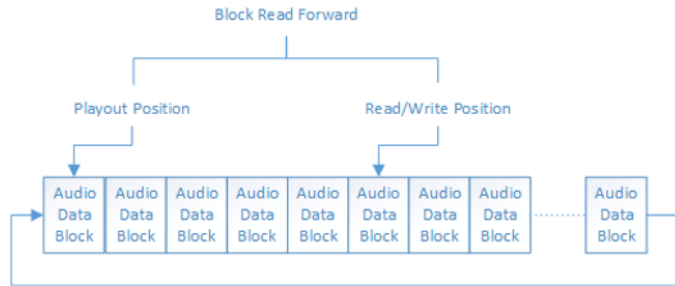 Block Read Forward
Playout Position
Read/Write Position
Audio Audio Audio Audio Audio Audio Audio Audio Audio
Data Data Data Data Data Data Data Data Data
Block Block Block Block Block Block Block Block Block